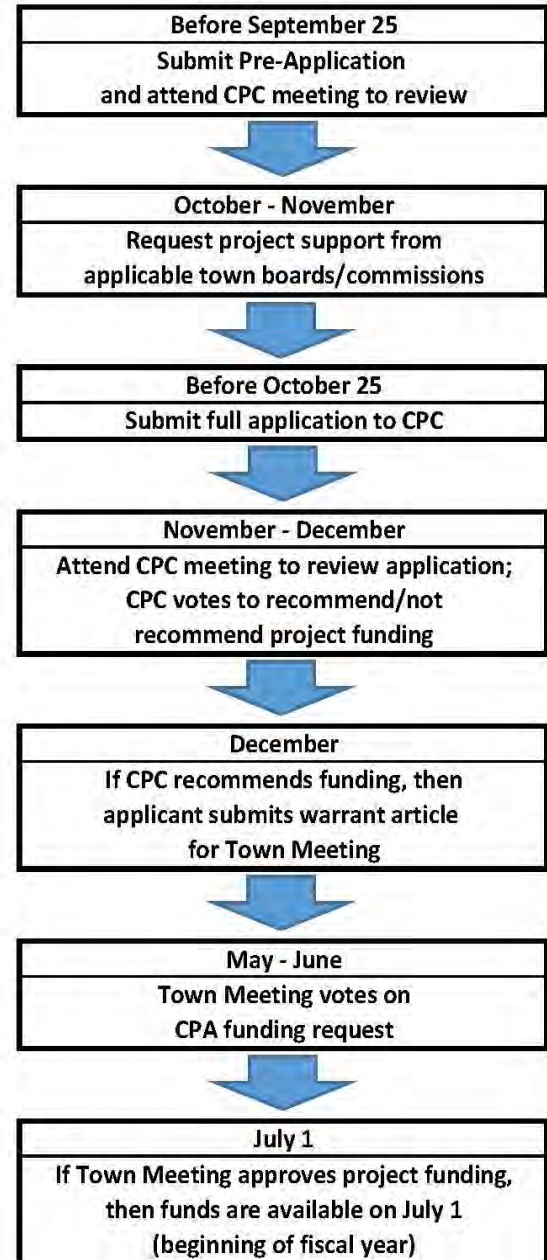 Before September 25
Submit Pre-Application
and attend CPC meeting to review
October - November
Request project support from
applicable town boards/commissions
Before October 25
Submit full application to CPC
November - December
Attend CPC meeting to review application;
CPC votes to recommend/not
recommend project funding
December
If CPC recommends funding, then
applicant submits warrant article
for Town Meeting
May - June
Town Meeting votes on
CPA funding request
July 1
If Town Meeting approves project funding,
then funds are available on July 1
(beginning of fiscal year)